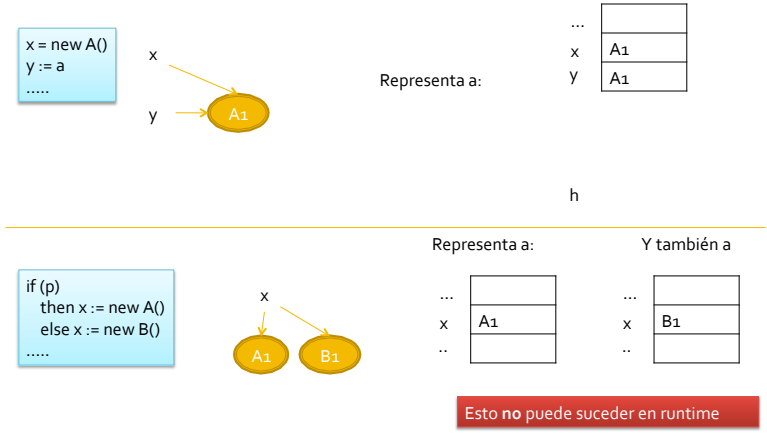 x = new A()
y := a
.....
x
y
A1
Representa a:
...
x A1
y A1
h
if (p)
then x := new A()
else x := new B()
.....
x
A1 B1
Representa a:
...
x A1
..
Y también a
...
x B1
..
Esto no puede suceder en runtime